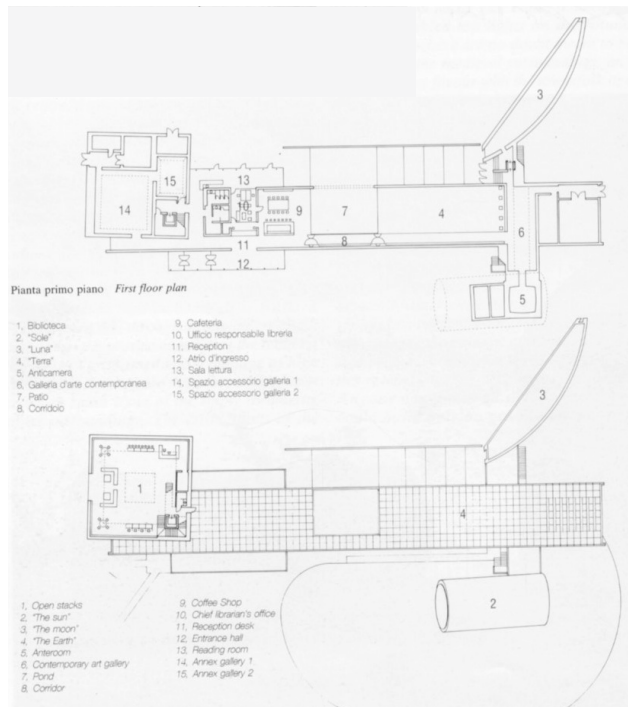 3
15
13
14
10
9
7
4
6
11
8
12
5
Pianta primo piano First floor plan
1, Biblioteca
2, "Sole"
3, "Luna"
4, "Terra"
5, Anticamera
6, Galleria d'arte contemporanea
7, Patio
8, Corridoio
9, Cafeteria
10, Ufficio responsabile libreria
11, Reception
12, Atrio d'ingresso
13, Sala lettura
14, Spazio accessorio galleria 1
15, Spazio accessorio galleria 2
3
1
4
2
1, Open stacks
2, "The sun"
3, "The moon"
4, "The Earth"
5, Anteroom
6, Contemporary art gallery
7, Pond
8, Corridor
9, Coffee Shop
10, Chief librarian's office
11, Reception desk
12, Entrance hall
13, Reading room
14, Annex gallery 1
15, Annex gallery 2